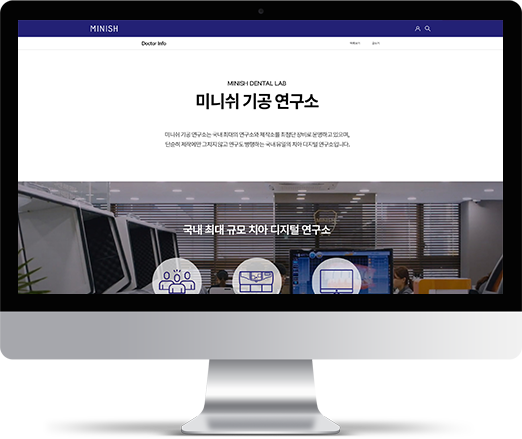 MINISH
Doctor Info
MINISH DENTAL LAB
미니쉬 기공 연구소
미니쉬 기공 연구소는 국내 최대의 연구소와 제작소를 최첨단 장비로 운영하고 있으며,
단순히 제작에만 그치지 않고 연구도 병행하는 국내 유일의 치아 디지털 연구소입니다.
국내 최대 규모 치아 디지털 연구소